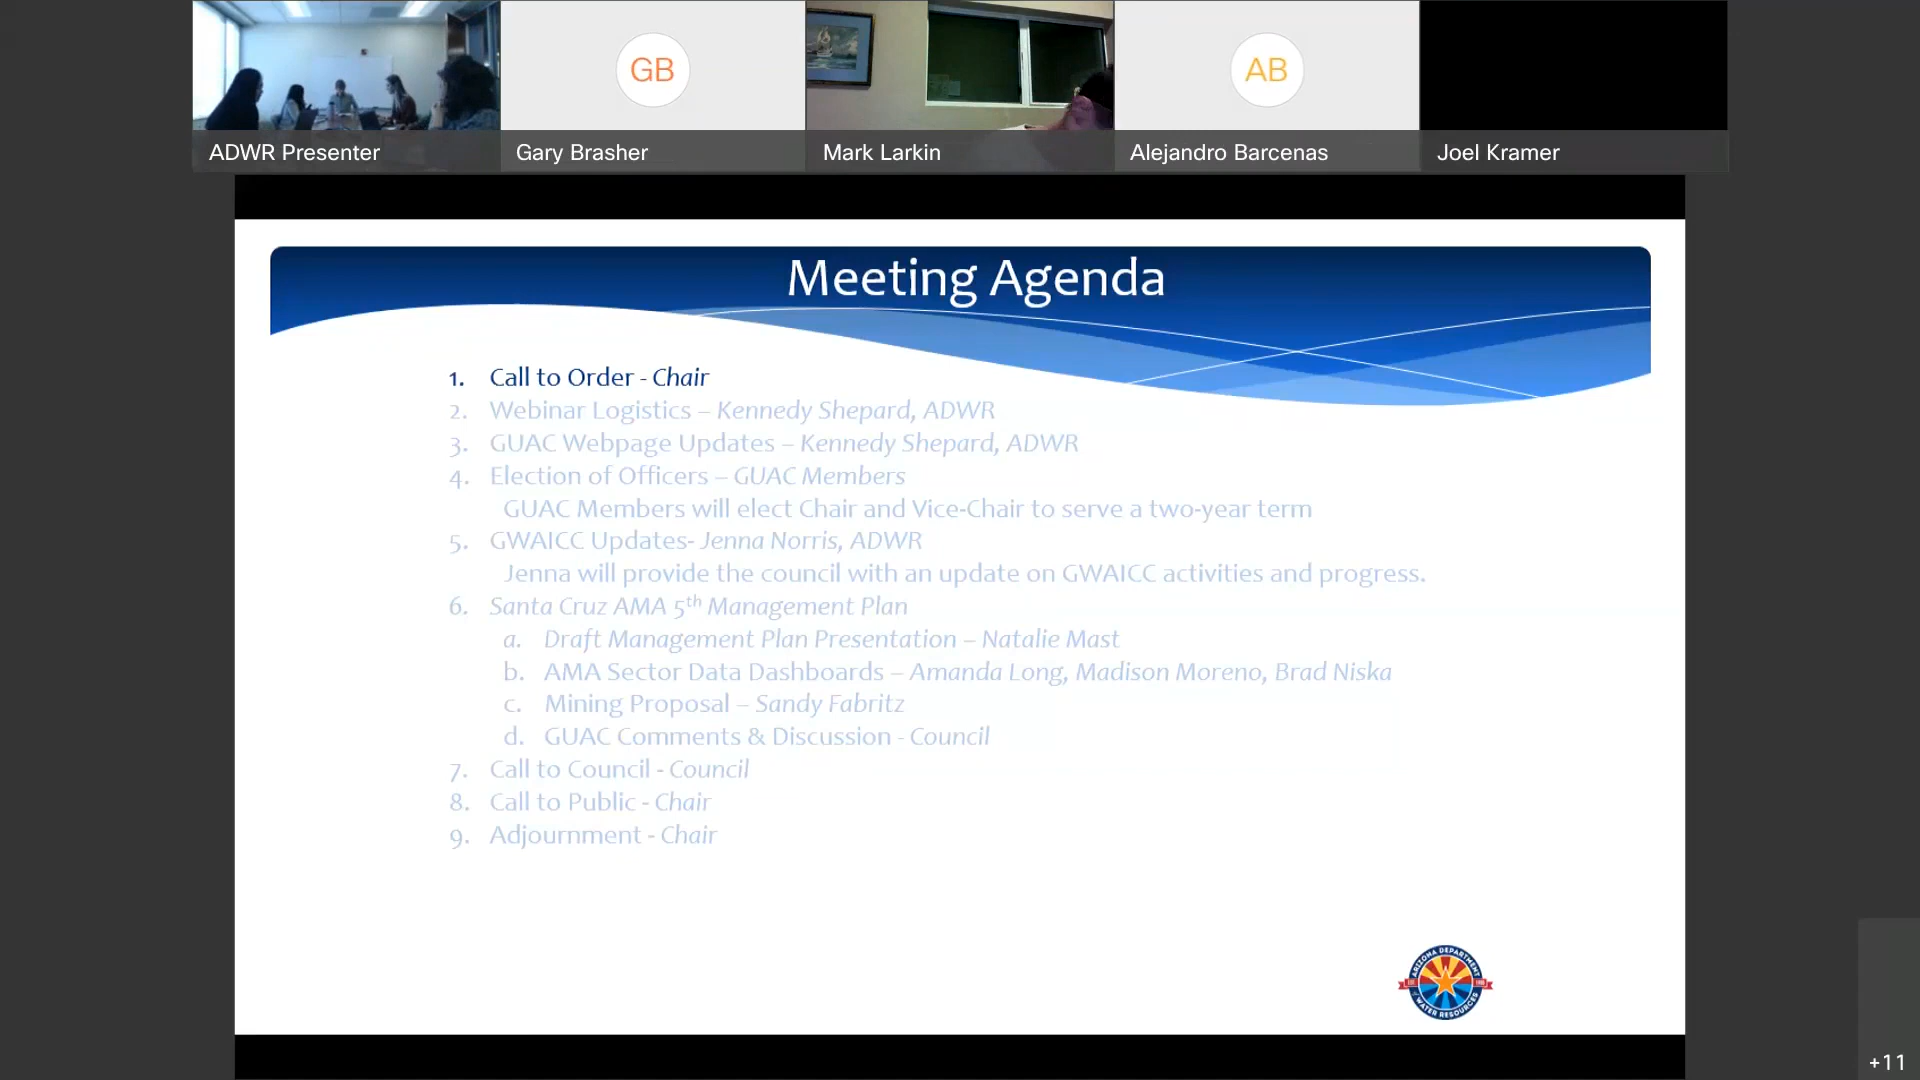 GB
AB
ADWR Presenter
Gary Brasher
Mark Larkin
Alejandro Barcenas
Joel Kramer
Meeting Agenda
1. Call to Order - Chair
2. Webinar Logistics – Kennedy Shepard, ADWR
3. GUAC Webpage Updates – Kennedy Shepard, ADWR
4. Election of Officers – GUAC Members
GUAC Members will elect Chair and Vice-Chair to serve a two-year term
5. GWAICC Updates- Jenna Norris, ADWR
Jenna will provide the council with an update on GWAICC activities and progress.
6. Santa Cruz AMA 5th Management Plan
a. Draft Management Plan Presentation – Natalie Mast
b. AMA Sector Data Dashboards – Amanda Long, Madison Moreno, Brad Niska
c. Mining Proposal – Sandy Fabritz
d. GUAC Comments & Discussion - Council
7. Call to Council - Council
8. Call to Public - Chair
9. Adjournment - Chair
ARIZONA DEPARTMENT
WATER RESOURCES
+11